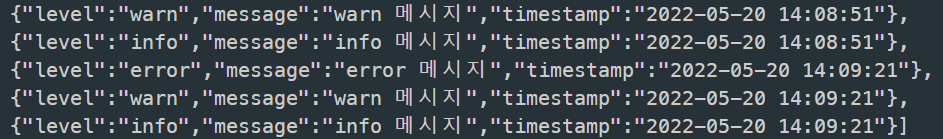 {"level":"warn","message":"warn 메시지","timestamp":"2022-05-20 14:08:51"},
{"level":"info","message":"info 메시지","timestamp":"2022-05-20 14:08:51"},
{"level":"error","message":"error 메시지","timestamp":"2022-05-20 14:09:21"},
{"level":"warn","message":"warn 메시지","timestamp":"2022-05-20 14:09:21"},
{"level":"info","message":"info 메시지","timestamp":"2022-05-20 14:09:21"}]